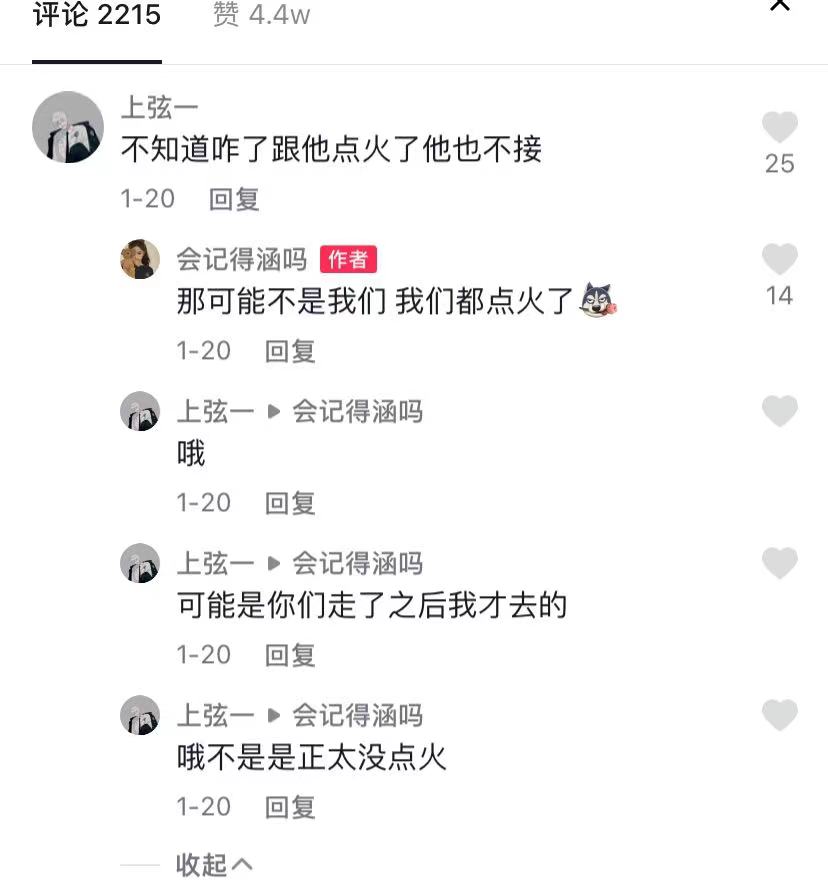 评论 2215 赞 4.4w
上弦一
不知道咋了跟他点火了他也不接
25
1-20 回复
会记得涵吗 作者
那可能不是我们 我们都点火了
14
1-20 回复
上弦一 会记得涵吗
哦
1-20 回复
上弦一 会记得涵吗
可能是你们走了之后我才去的
1-20 回复
上弦一 会记得涵吗
哦不是是正太没点火
1-20 回复
收起